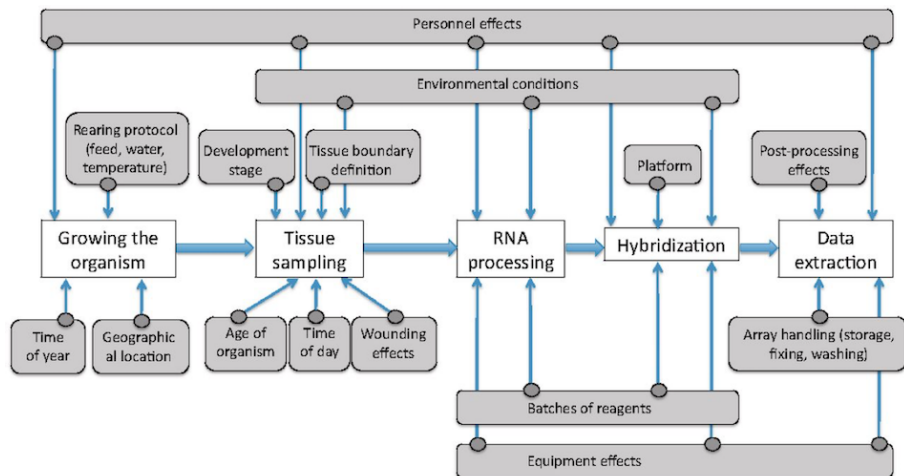 Personnel effects
Environmental conditions
Rearing protocol
(feed, water,
temperature)
Development
stage
Tissue boundary
definition
Platform
Post-processing
effects
Growing the
organism
Tissue
sampling
RNA
processing
Hybridization
Data
extraction
Time
of year
Geographic
al location
Age of
organism
Time
of day
Wounding
effects
Array handling (storage,
fixing, washing)
Batches of reagents
Equipment effects